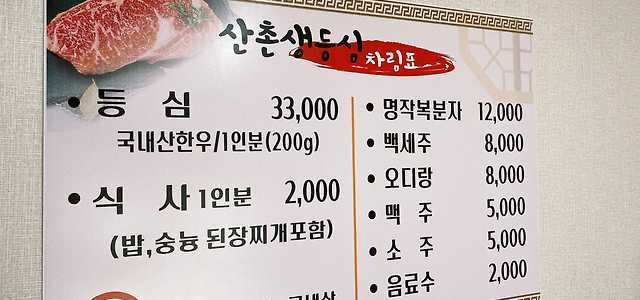 산촌생등심
차림표
• 등 심 33,000
국내산한우/1인분(200g)
• 식 사 1인분 2,000
(밥,숭늉 된장찌개포함)
• 명작복분자 12,000
• 백세주 8,000
• 오디랑 8,000
• 맥 주 5,000
• 소 주 5,000
• 음료수 2,000
국내산